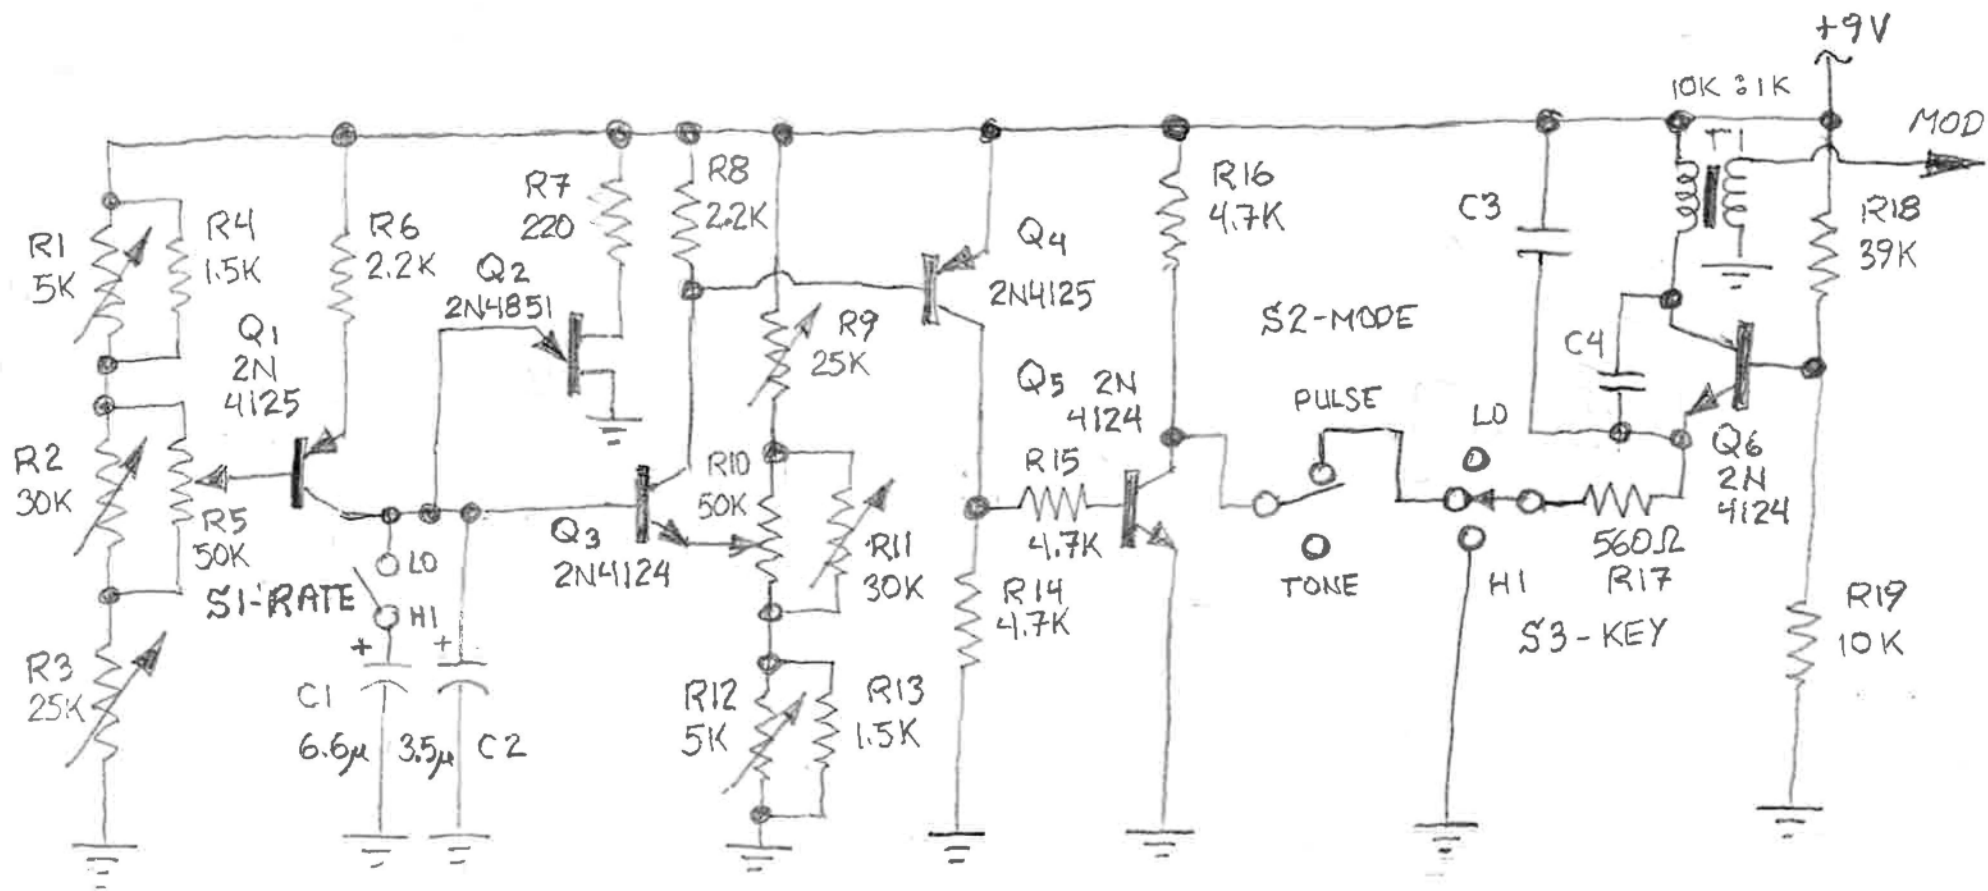 +9V
10K:1K
MOD
T1
R1
5K
R4
1.5K
R6
2.2K
Q1
2N
4125
Q2
2N4851
R7
220
R8
2.2K
R9
25K
Q4
2N4125
R16
4.7K
C3
R18
39K
S2-MODE
C4
R2
30K
R5
50K
S1-RATE
LO
HI
Q3
2N4124
R10
50K
R11
30K
Q5 2N
4124
R15
4.7K
PULSE
TONE
LO
HI
S3-KEY
560Ω
R17
Q6
2N
4124
R3
25K
+
C1
6.6μ
+
3.5μ C2
R12
5K
R13
1.5K
R14
4.7K
R19
10K